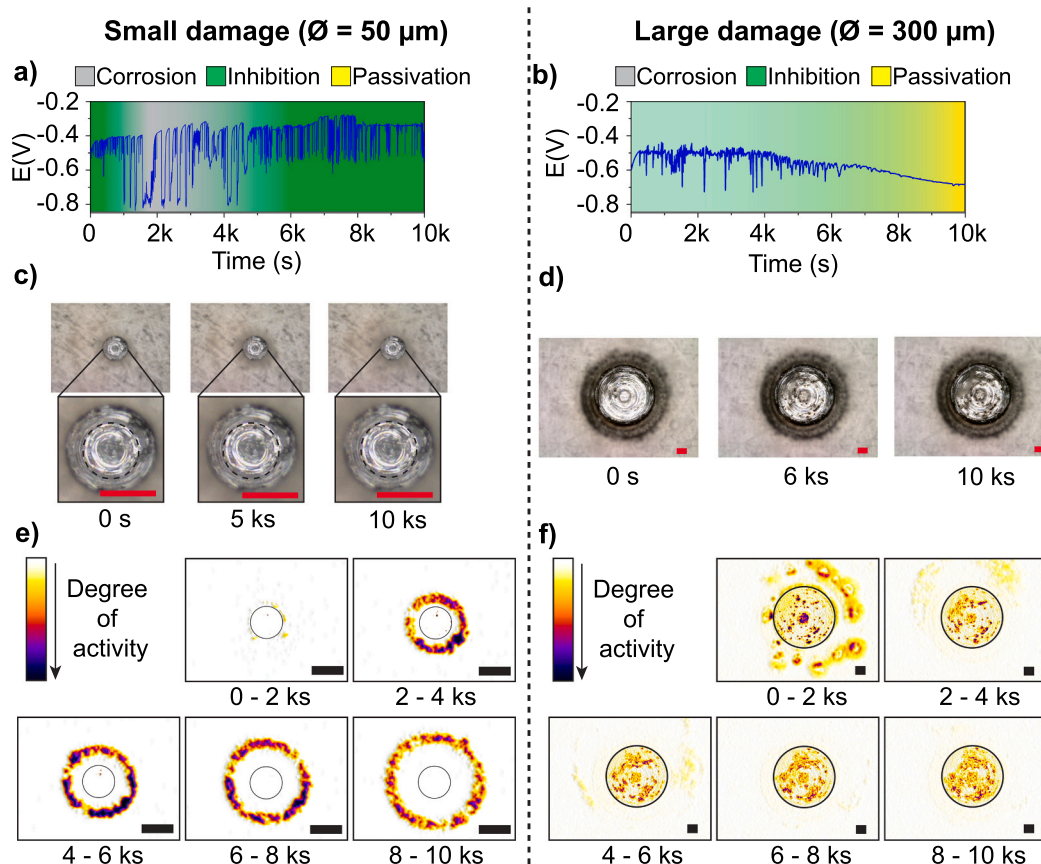 Small damage (Ø = 50 µm)
Large damage (Ø = 300 µm)
a)
Corrosion Inhibition Passivation
-0.2
-0.4
-0.6
-0.8
E(V)
0 2k 4k 6k 8k 10k
Time (s)
b)
Corrosion Inhibition Passivation
-0.2
-0.4
-0.6
-0.8
E(V)
0 2k 4k 6k 8k 10k
Time (s)
c)
0 s 5 ks 10 ks
d)
0 s 6 ks 10 ks
e)
Degree
of
activity
0 - 2 ks 2 - 4 ks
4 - 6 ks 6 - 8 ks 8 - 10 ks
f)
Degree
of
activity
0 - 2 ks 2 - 4 ks
4 - 6 ks 6 - 8 ks 8 - 10 ks